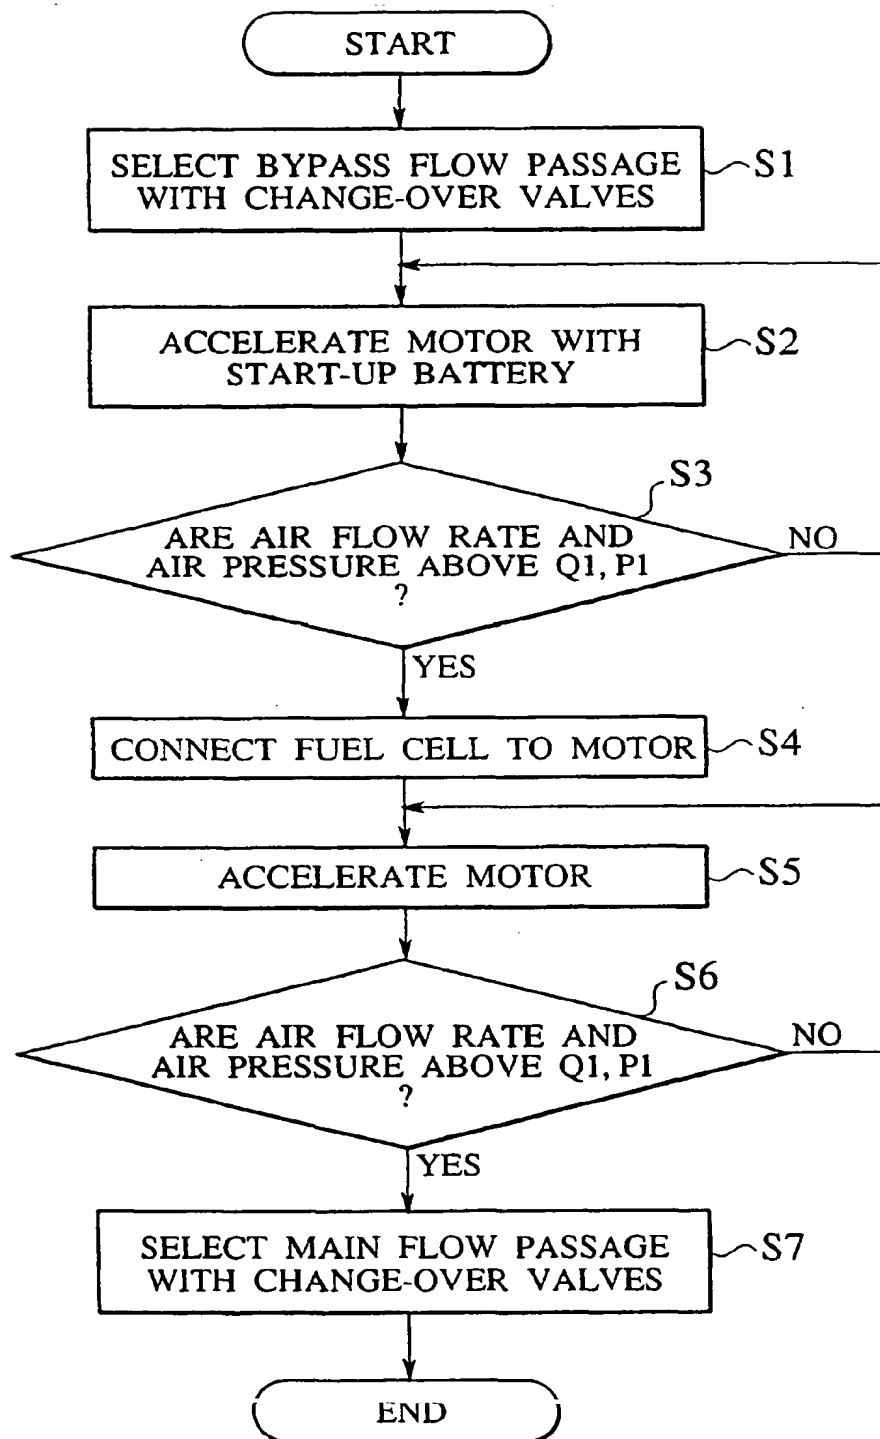 START
SELECT BYPASS FLOW PASSAGE
WITH CHANGE-OVER VALVES
S1
ACCELERATE MOTOR WITH
START-UP BATTERY
S2
S3
ARE AIR FLOW RATE AND
AIR PRESSURE ABOVE Q1, P1
?
NO
YES
CONNECT FUEL CELL TO MOTOR
S4
ACCELERATE MOTOR
S5
S6
ARE AIR FLOW RATE AND
AIR PRESSURE ABOVE Q1, P1
?
NO
YES
SELECT MAIN FLOW PASSAGE
WITH CHANGE-OVER VALVES
S7
END